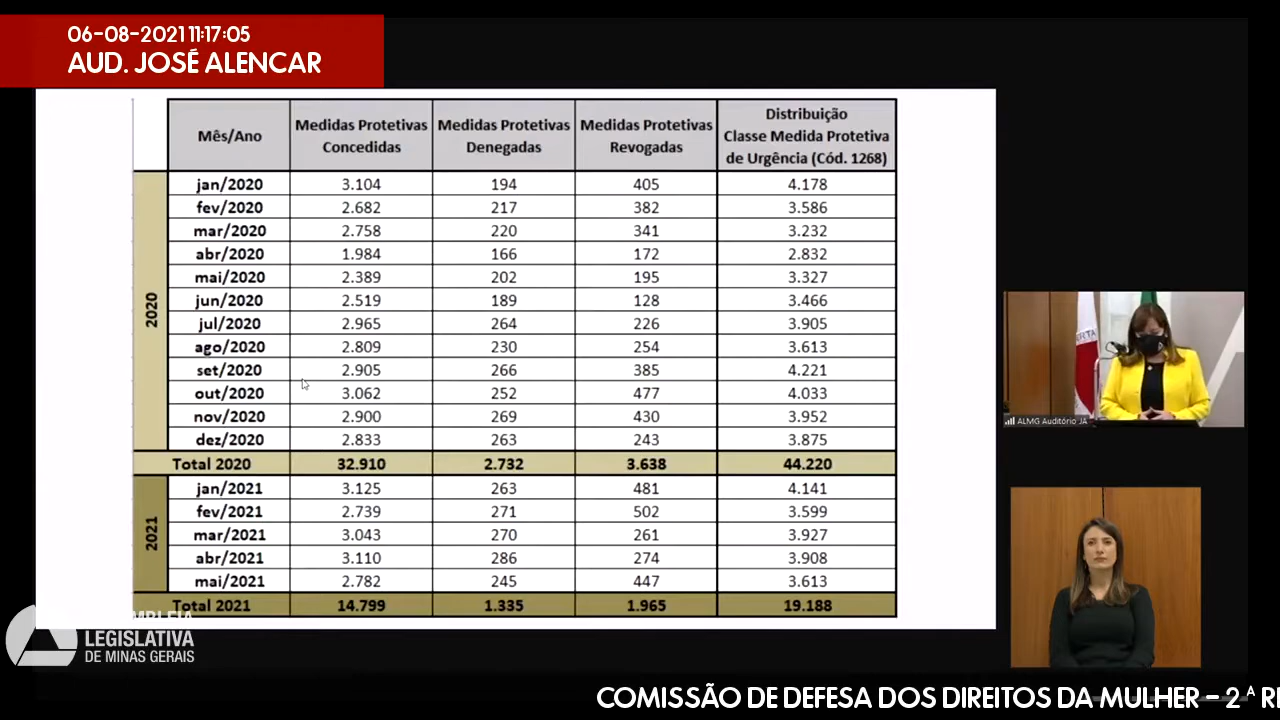 06-08-2021 11:17:05
AUD. JOSÉ ALENCAR
Mês/Ano Medidas Protetivas Concedidas Medidas Protetivas Denegadas Medidas Protetivas Revogadas Distribuição Classe Medida Protetiva de Urgência (Cód. 1268)
2020
jan/2020 3.104 194 405 4.178
fev/2020 2.682 217 382 3.586
mar/2020 2.758 220 341 3.232
abr/2020 1.984 166 172 2.832
mai/2020 2.389 202 195 3.327
jun/2020 2.519 189 128 3.466
jul/2020 2.965 264 226 3.905
ago/2020 2.809 230 254 3.613
set/2020 2.905 266 385 4.221
out/2020 3.062 252 477 4.033
nov/2020 2.900 269 430 3.952
dez/2020 2.833 263 243 3.875
Total 2020 32.910 2.732 3.638 44.220
2021
jan/2021 3.125 263 481 4.141
fev/2021 2.739 271 502 3.599
mar/2021 3.043 270 261 3.927
abr/2021 3.110 286 274 3.908
mai/2021 2.782 245 447 3.613
Total 2021 14.799 1.335 1.965 19.188
ALMG Auditório JA
LEGISLATIVA
DE MINAS GERAIS
COMISSÃO DE DEFESA DOS DIREITOS DA MULHER - 2ª R